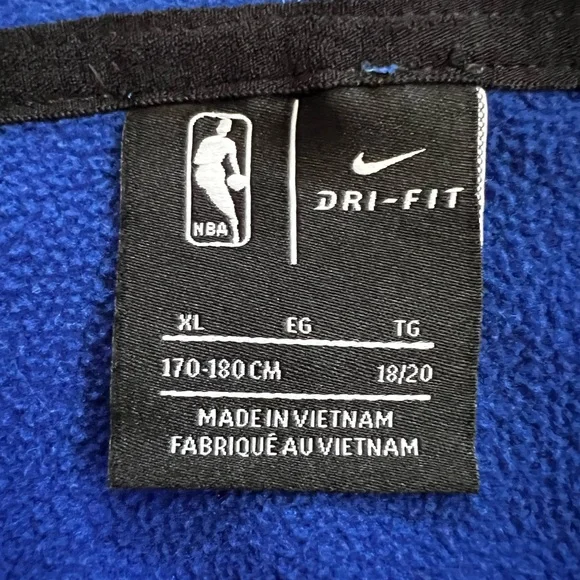 NBA
DRI-FIT
XL EG TG
170-180 CM 18/20
MADE IN VIETNAM
FABRIQUÉ AU VIETNAM